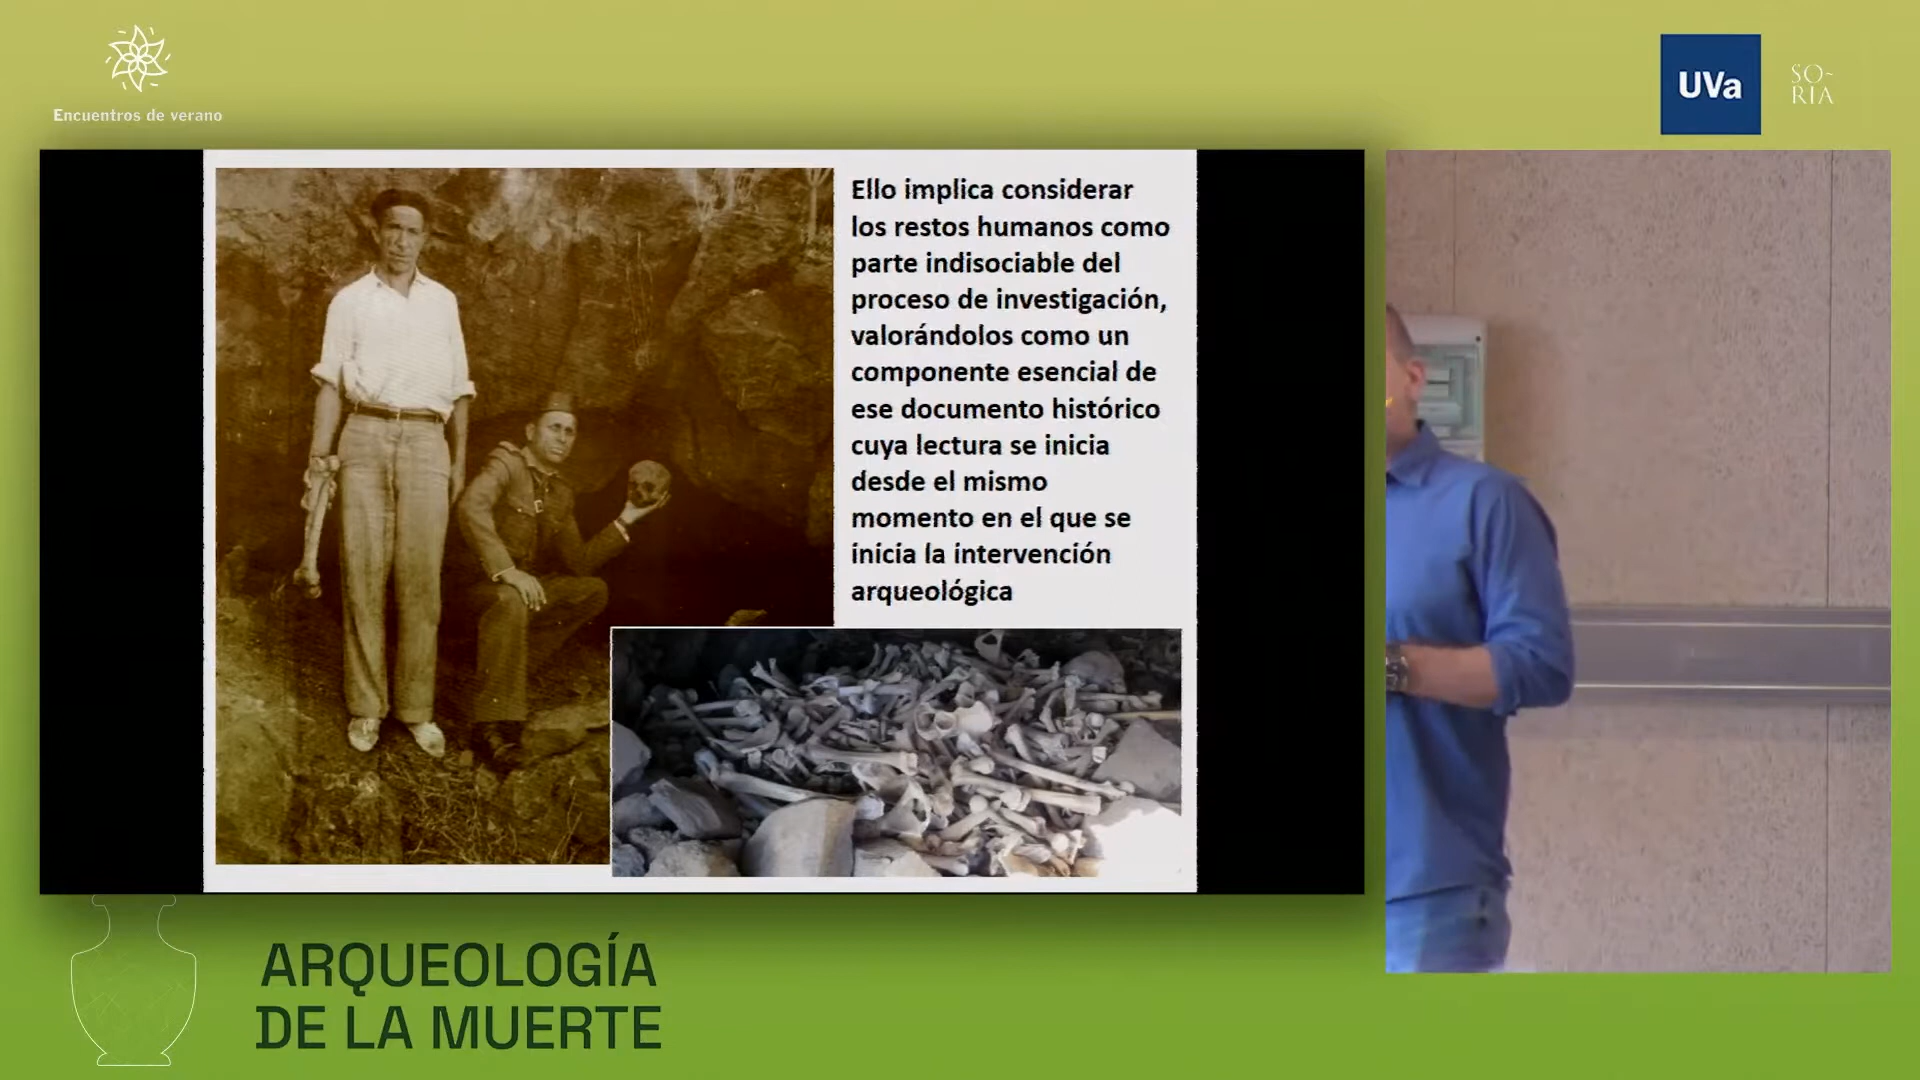 Encuentros de verano
UVa
SO-
RIA
Ello implica considerar
los restos humanos como
parte indisociable del
proceso de investigación,
valorándolos como un
componente esencial de
ese documento histórico
cuya lectura se inicia
desde el mismo
momento en el que se
inicia la intervención
arqueológica
ARQUEOLOGÍA
DE LA MUERTE